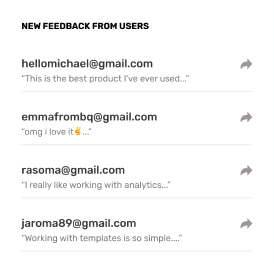 NEW FEEDBACK FROM USERS
hellomichael@gmail.com
"This is the best product I've ever used..."
emmafrombq@gmail.com
"omg i love it✌️..."
rasoma@gmail.com
"I really like working with analytics..."
jaroma89@gmail.com
"Working with templates is so simple...."